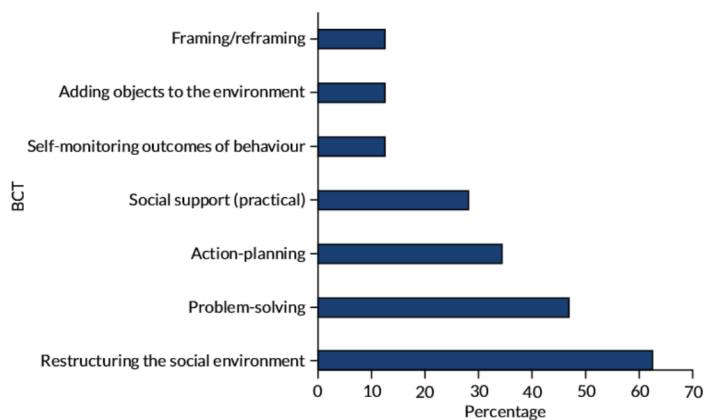 Framing/reframing
Adding objects to the environment
Self-monitoring outcomes of behaviour
Social support (practical)
Action-planning
Problem-solving
Restructuring the social environment
BCT
0 10 20 30 40 50 60 70
Percentage